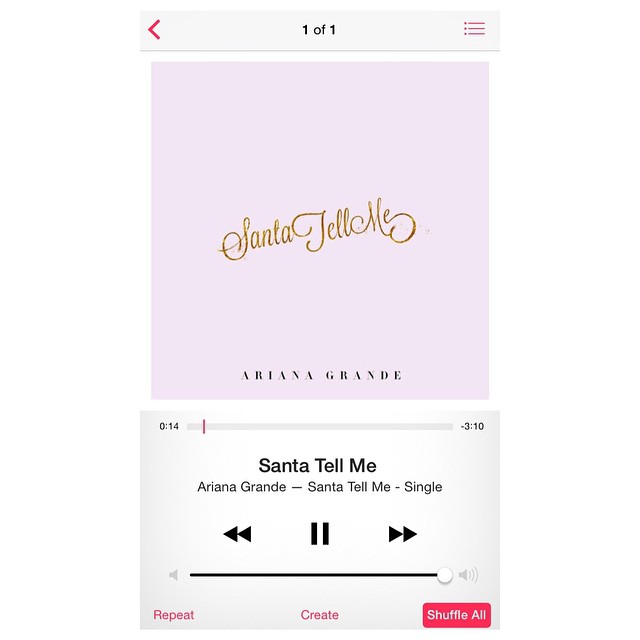 1 of 1
Santa Tell Me
ARIANA GRANDE
0:14 -3:10
Santa Tell Me
Ariana Grande — Santa Tell Me - Single
Repeat Create Shuffle All